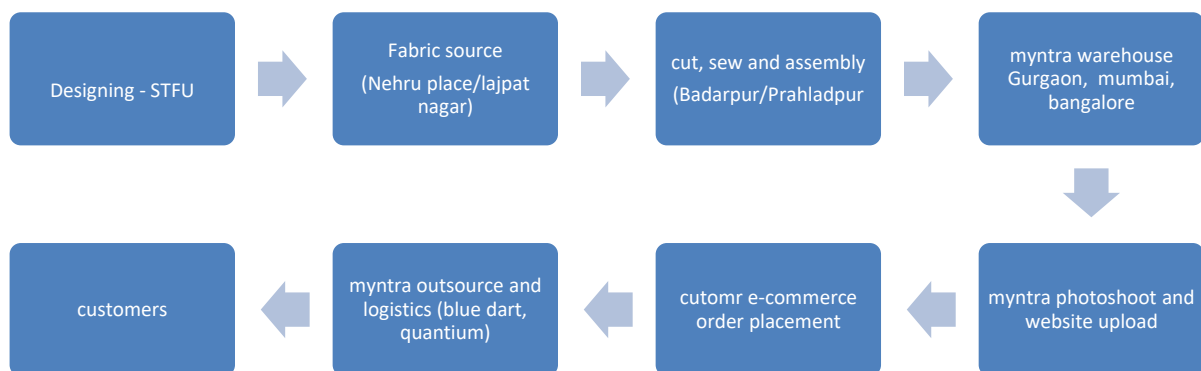 Designing - STFU
Fabric source
(Nehru place/lajpat
nagar)
cut, sew and assembly
(Badarpur/Prahladpur
myntra warehouse
Gurgaon, mumbai,
bangalore
myntra photoshoot and
website upload
cutomr e-commerce
order placement
myntra outsource and
logistics (blue dart,
quantium)
customers